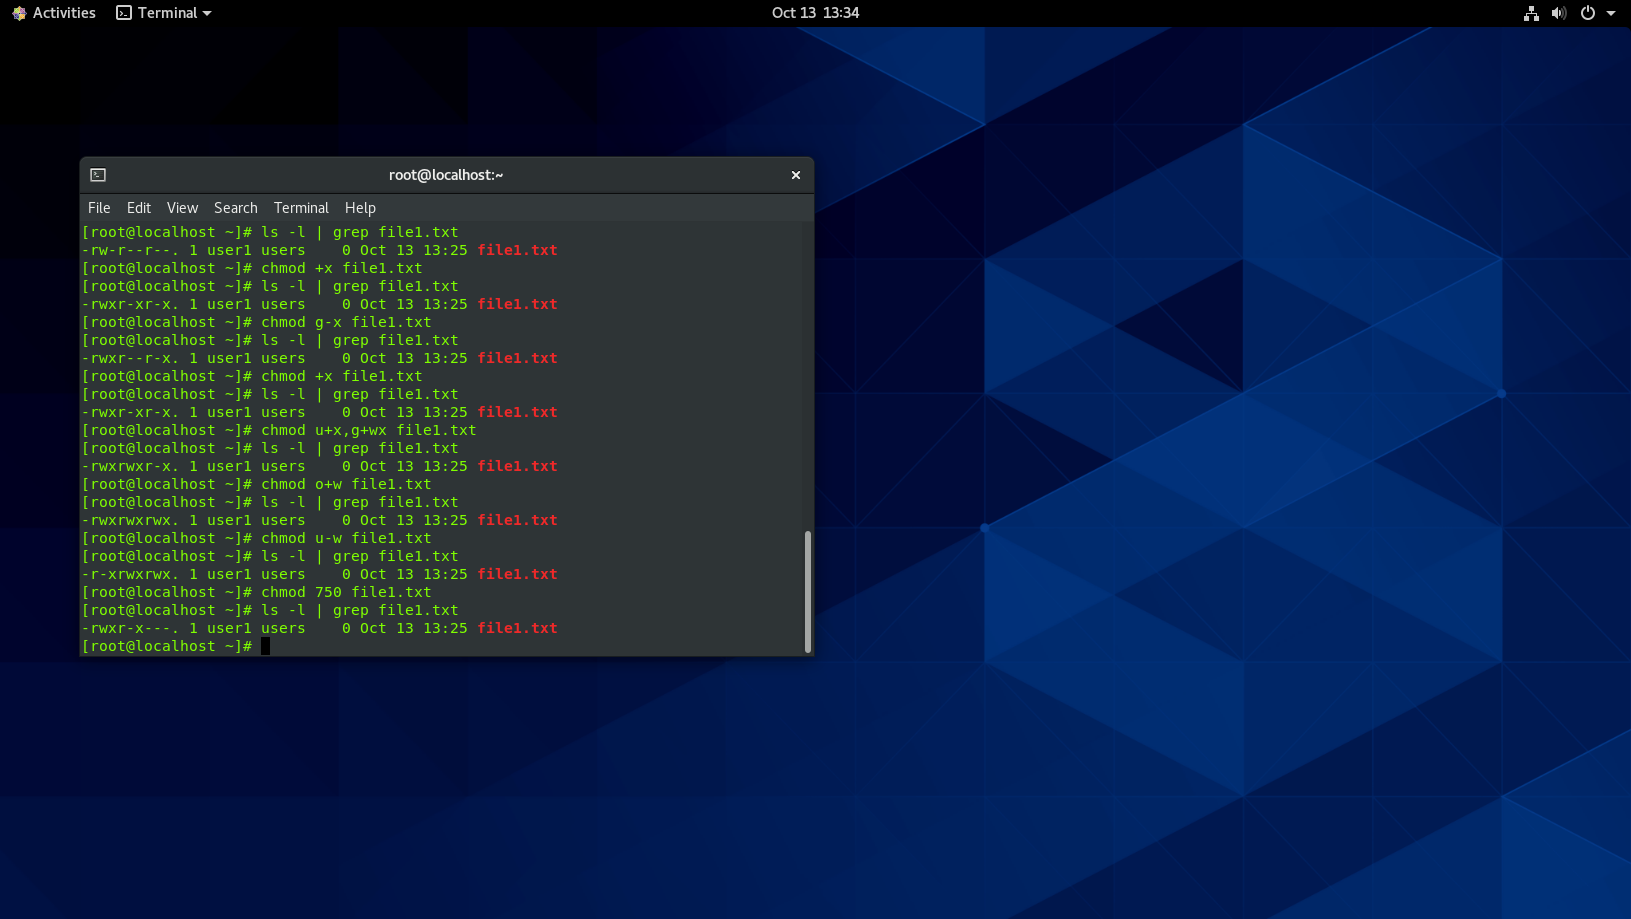 Activities Terminal Oct 13 13:34
root@localhost:~
File Edit View Search Terminal Help
[root@localhost ~]# ls -l | grep file1.txt
-rw-r--r--. 1 user1 users    0 Oct 13 13:25 file1.txt
[root@localhost ~]# chmod +x file1.txt
[root@localhost ~]# ls -l | grep file1.txt
-rwxr-xr-x. 1 user1 users    0 Oct 13 13:25 file1.txt
[root@localhost ~]# chmod g-x file1.txt
[root@localhost ~]# ls -l | grep file1.txt
-rwxr--r-x. 1 user1 users    0 Oct 13 13:25 file1.txt
[root@localhost ~]# chmod +x file1.txt
[root@localhost ~]# ls -l | grep file1.txt
-rwxr-xr-x. 1 user1 users    0 Oct 13 13:25 file1.txt
[root@localhost ~]# chmod u+x,g+wx file1.txt
[root@localhost ~]# ls -l | grep file1.txt
-rwxrwxr-x. 1 user1 users    0 Oct 13 13:25 file1.txt
[root@localhost ~]# chmod o+w file1.txt
[root@localhost ~]# ls -l | grep file1.txt
-rwxrwxrwx. 1 user1 users    0 Oct 13 13:25 file1.txt
[root@localhost ~]# chmod u-w file1.txt
[root@localhost ~]# ls -l | grep file1.txt
-r-xrwxrwx. 1 user1 users    0 Oct 13 13:25 file1.txt
[root@localhost ~]# chmod 750 file1.txt
[root@localhost ~]# ls -l | grep file1.txt
-rwxr-x---. 1 user1 users    0 Oct 13 13:25 file1.txt
[root@localhost ~]#